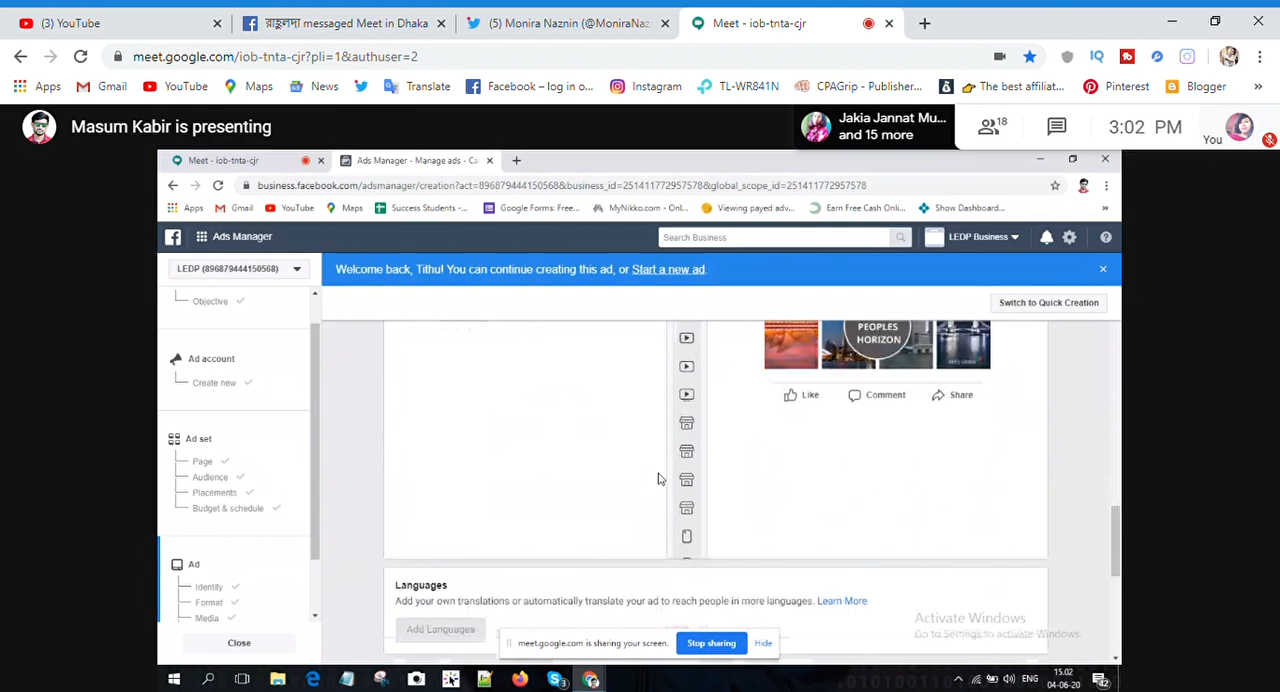 (3) YouTube
রাহুলদা messaged Meet in Dhaka
(5) Monira Naznin (@MoniraNaz
Meet - iob-tnta-cjr
meet.google.com/iob-tnta-cjr?pli=1&authuser=2
Apps
Gmail
YouTube
Maps
News
Translate
Facebook – log in o...
Instagram
TL-WR841N
CPAGrip - Publisher...
The best affiliat...
Pinterest
Blogger
Masum Kabir is presenting
Jakia Jannat Mu...
and 15 more
18
3:02 PM
You
Meet - iob-tnta-cjr
Ads Manager - Manage ads - Ca
business.facebook.com/adsmanager/creation?act=896879444150568&business_id=251411772957578&global_scope_id=251411772957578
Apps
Gmail
YouTube
Maps
Success Students -...
Google Forms: Free...
MyNikko.com - Onl...
Viewing payed adv...
Earn Free Cash Onli...
Show Dashboard...
Ads Manager
Search Business
LEDP Business
LEDP (896879444150568)
Welcome back, Tithu! You can continue creating this ad, or Start a new ad.
Switch to Quick Creation
Objective
Ad account
Create new
Ad set
Page
Audience
Placements
Budget & schedule
Ad
Identity
Format
Media
Close
PEOPLES
HORIZON
Like
Comment
Share
Languages
Add your own translations or automatically translate your ad to reach people in more languages. Learn More
Add Languages
Activate Windows
Go to Settings to activate Windows.
meet.google.com is sharing your screen.
Stop sharing
Hide
ENG
15.02
04-06-20